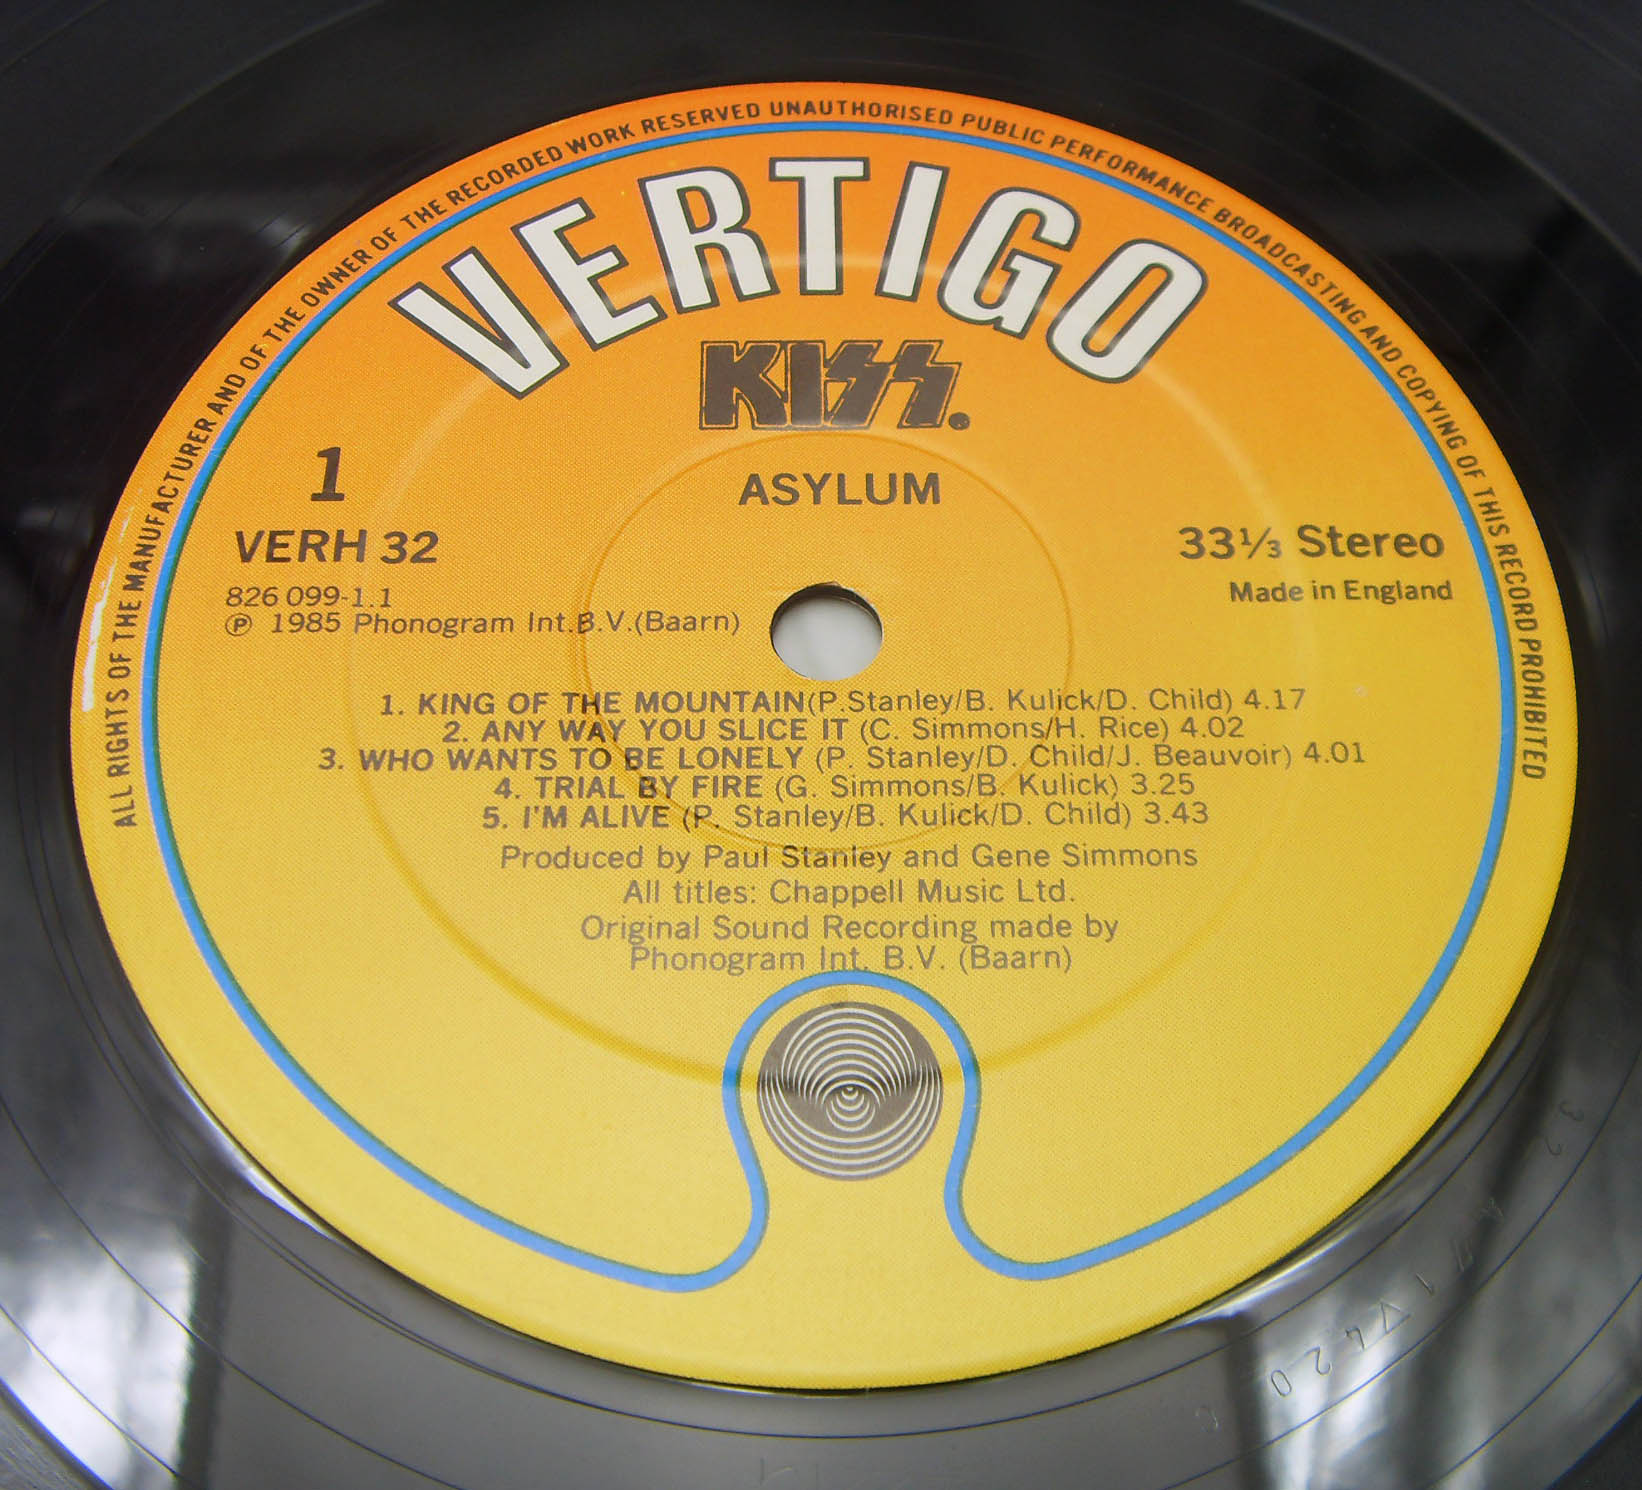 ALL RIGHTS OF THE MANUFACTURER AND OF THE OWNER OF THE RECORDED WORK RESERVED UNAUTHORISED PUBLIC PERFORMANCE BROADCASTING AND COPYING OF THIS RECORD PROHIBITED
VERTIGO
KISS.
ASYLUM
1
VERH 32
33⅓ Stereo
826 099-1.1
Made in England
℗ 1985 Phonogram Int.B.V.(Baarn)
1. KING OF THE MOUNTAIN(P.Stanley/B. Kulick/D. Child) 4.17
2. ANY WAY YOU SLICE IT (C. Simmons/H. Rice) 4.02
3. WHO WANTS TO BE LONELY (P. Stanley/D. Child/J. Beauvoir) 4.01
4. TRIAL BY FIRE (G. Simmons/B. Kulick) 3.25
5. I'M ALIVE (P. Stanley/B. Kulick/D. Child) 3.43
Produced by Paul Stanley and Gene Simmons
All titles: Chappell Music Ltd.
Original Sound Recording made by
Phonogram Int. B.V. (Baarn)